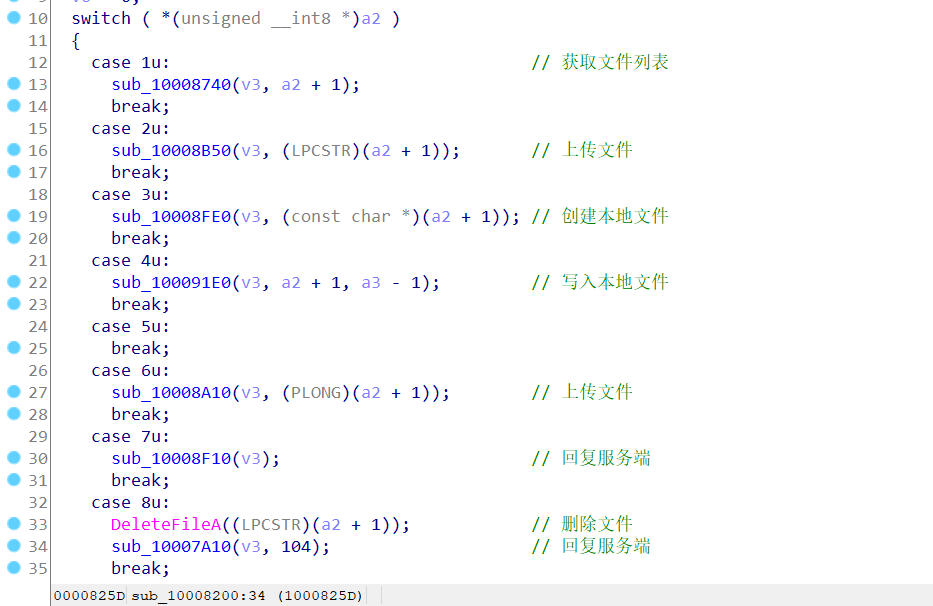 10 switch ( *(unsigned __int8 *)a2 )
11 {
12 case 1u: // 获取文件列表
13 sub_10008740(v3, a2 + 1);
14 break;
15 case 2u:
16 sub_10008B50(v3, (LPCSTR)(a2 + 1)); // 上传文件
17 break;
18 case 3u:
19 sub_10008FE0(v3, (const char *)(a2 + 1)); // 创建本地文件
20 break;
21 case 4u:
22 sub_100091E0(v3, a2 + 1, a3 - 1); // 写入本地文件
23 break;
24 case 5u:
25 break;
26 case 6u:
27 sub_10008A10(v3, (PLONG)(a2 + 1)); // 上传文件
28 break;
29 case 7u:
30 sub_10008F10(v3); // 回复服务端
31 break;
32 case 8u:
33 DeleteFileA((LPCSTR)(a2 + 1)); // 删除文件
34 sub_10007A10(v3, 104); // 回复服务端
35 break;
0000825D sub_10008200:34 (1000825D)